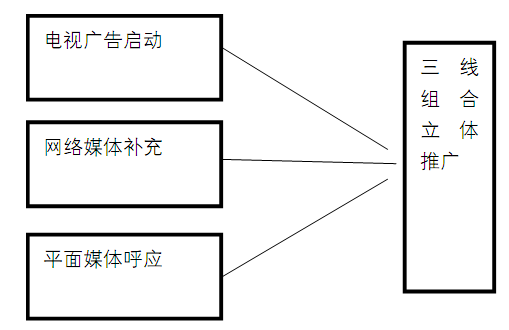 电视广告启动
网络媒体补充
平面媒体呼应
三线
组合
立体
推广